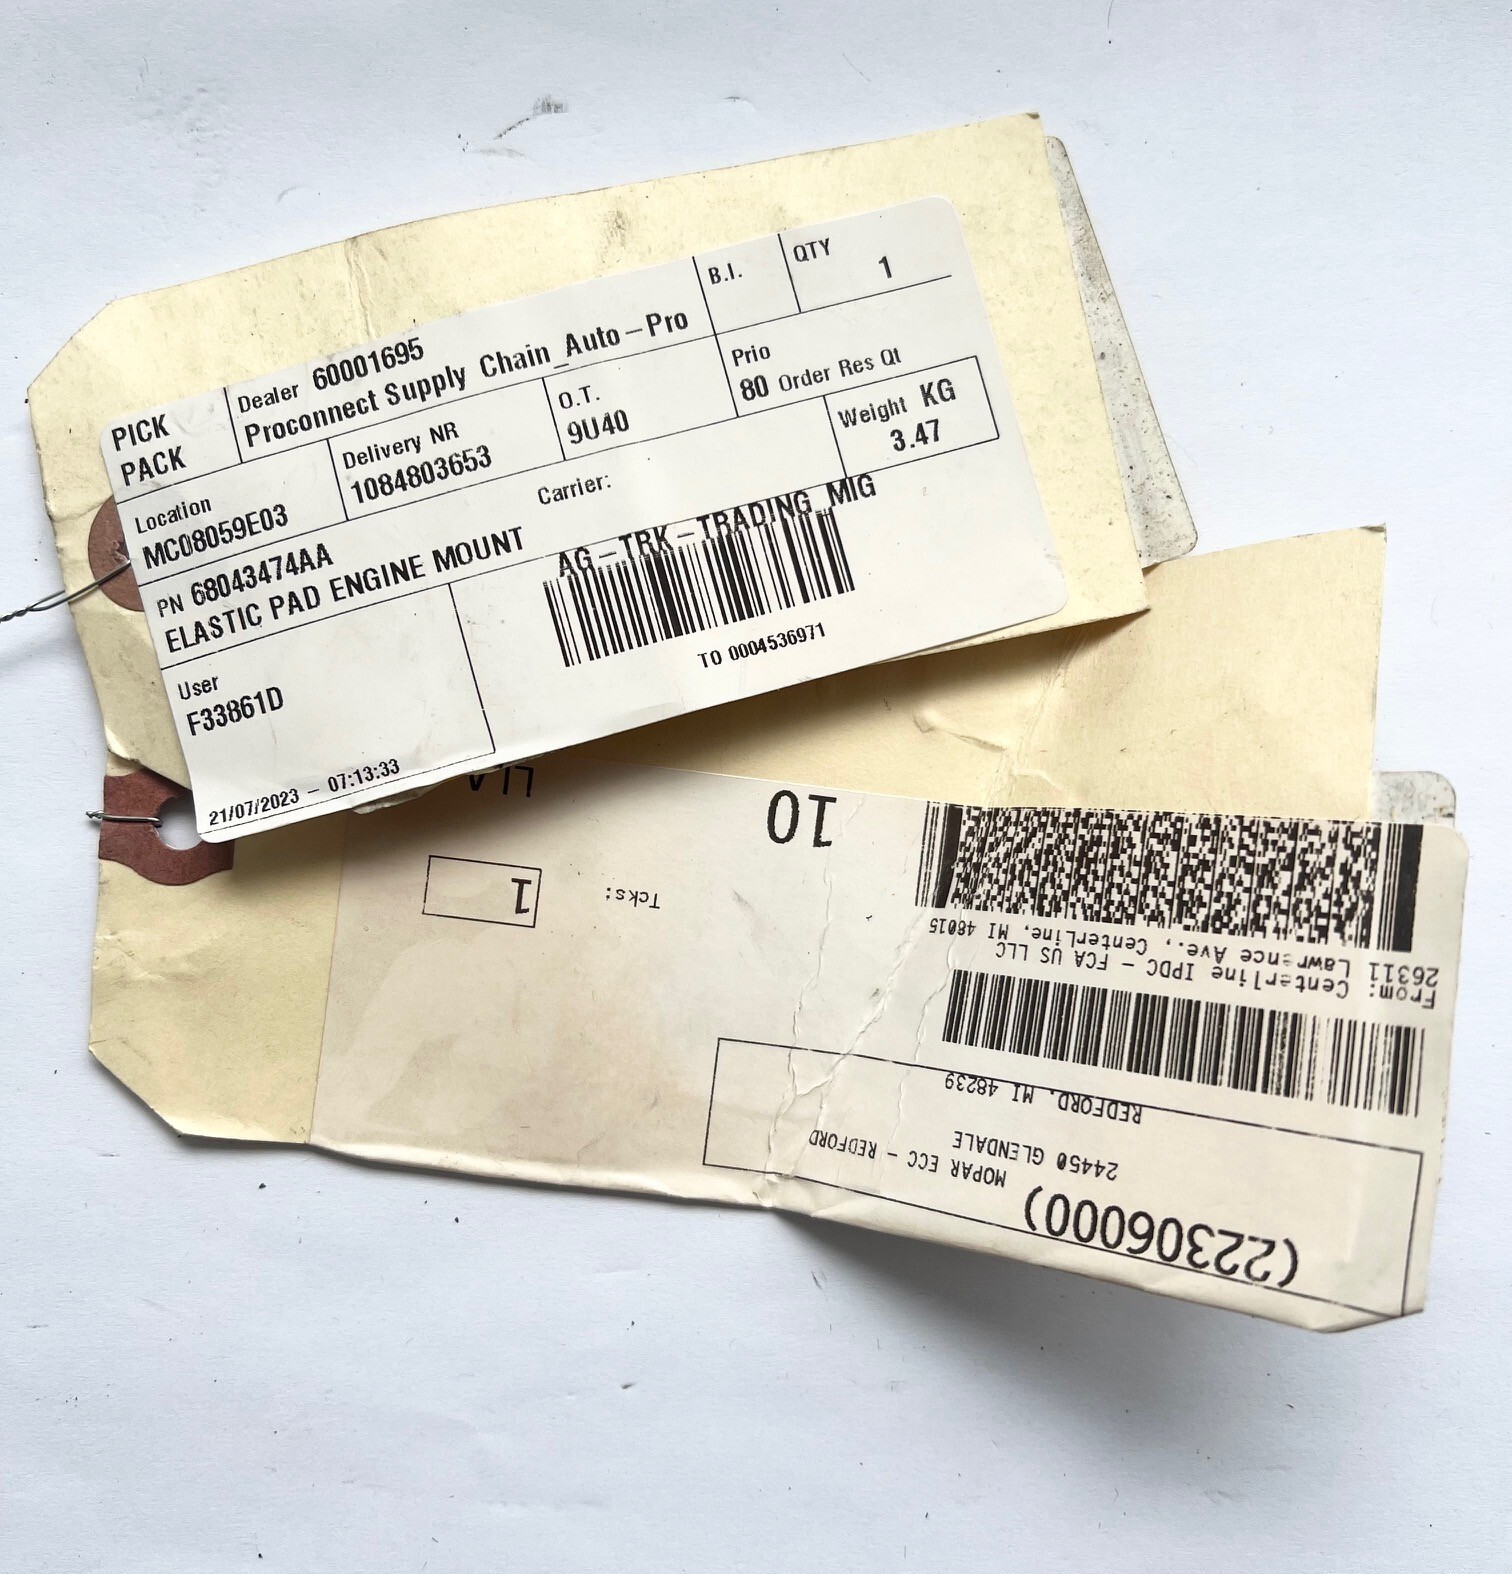 PICK
PACK
Dealer 60001695
Proconnect Supply Chain_Auto-Pro
B.I.
QTY
1
Location
MC08059E03
Delivery NR
1084803653
O.T.
9U40
Prio
80 Order Res Qt
PN 68043474AA
ELASTIC PAD ENGINE MOUNT
Carrier:
Weight KG
3.47
AG-TRK-TRADING_MIG
TO 0004536971
User
F33861D
21/07/2023 - 07:13:33
(22306000)
MOPAR ECC - REDFORD
24450 GLENDALE
REDFORD, MI 48239
From: Centerline IPDC - FCA US LLC
26311 Lawrence Ave., Centerline, MI 48015
Tcks:
1
10